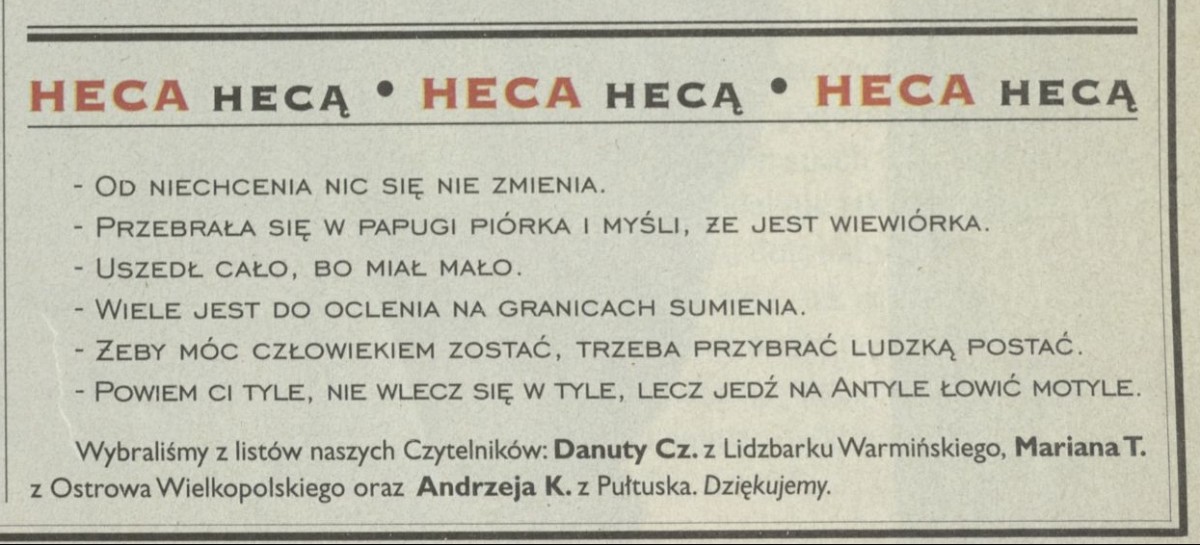 HECA HECĄ • HECA HECĄ • HECA HECĄ
- OD NIECHCENIA NIC SIĘ NIE ZMIENIA.
- PRZEBRAŁA SIĘ W PAPUGI PIÓRKA I MYŚLI, ŻE JEST WIEWIÓRKA.
- USZEDŁ CAŁO, BO MIAŁ MAŁO.
- WIELE JEST DO OCLENIA NA GRANICACH SUMIENIA.
- ŻEBY MÓC CZŁOWIEKIEM ZOSTAĆ, TRZEBA PRZYBRAĆ LUDZKĄ POSTAĆ.
- POWIEM CI TYLE, NIE WLECZ SIĘ W TYLE, LECZ JEDŹ NA ANTYLE ŁOWIĆ MOTYLE.
Wybraliśmy z listów naszych Czytelników: Danuty Cz. z Lidzbarku Warmińskiego, Mariana T.
z Ostrowa Wielkopolskiego oraz Andrzeja K. z Pułtuska. Dziękujemy.